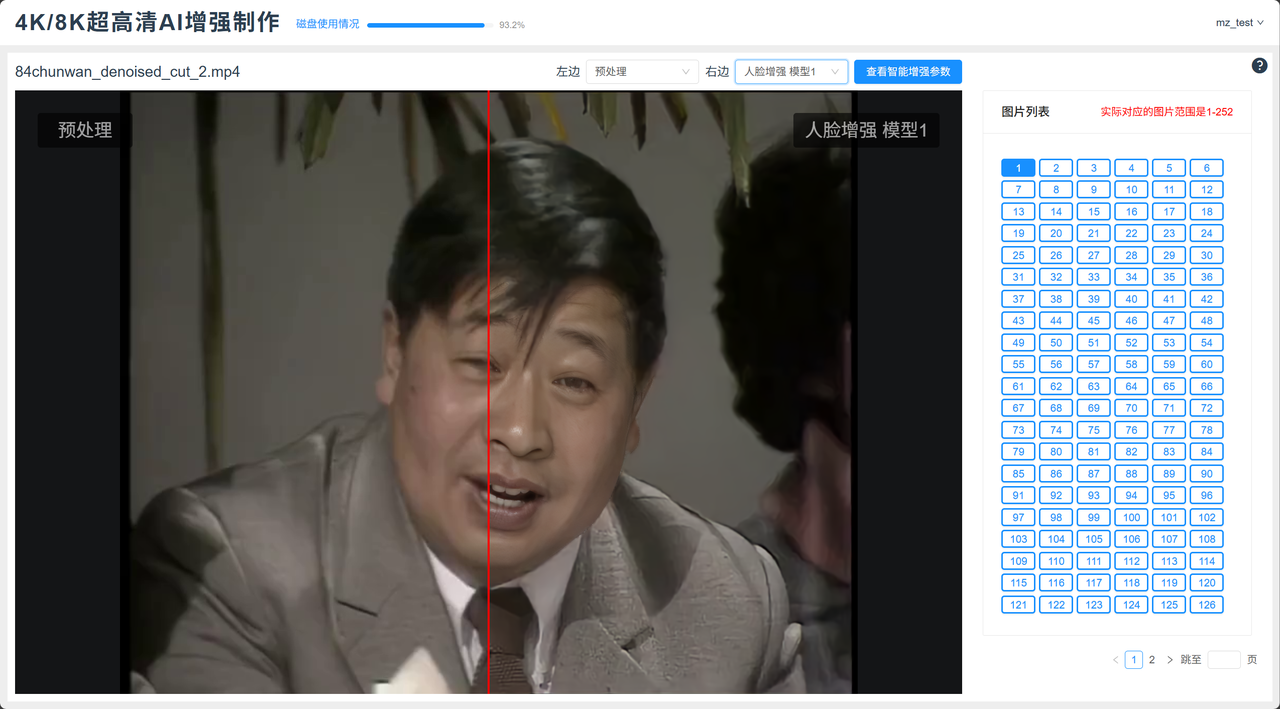 4K/8K超高清AI增强制作 磁盘使用情况 93.2% mz_test
84chunwan_denoised_cut_2.mp4 左边 预处理 右边 人脸增强 模型1 查看智能增强参数 ?
预处理 人脸增强 模型1
图片列表 实际对应的图片范围是1-252
1 2 3 4 5 6
7 8 9 10 11 12
13 14 15 16 17 18
19 20 21 22 23 24
25 26 27 28 29 30
31 32 33 34 35 36
37 38 39 40 41 42
43 44 45 46 47 48
49 50 51 52 53 54
55 56 57 58 59 60
61 62 63 64 65 66
67 68 69 70 71 72
73 74 75 76 77 78
79 80 81 82 83 84
85 86 87 88 89 90
91 92 93 94 95 96
97 98 99 100 101 102
103 104 105 106 107 108
109 110 111 112 113 114
115 116 117 118 119 120
121 122 123 124 125 126
< 1 2 > 跳至 页